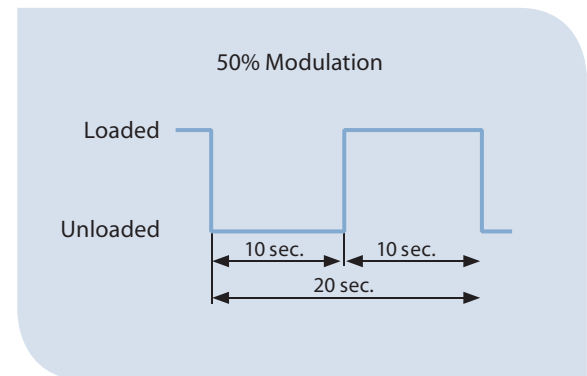 50% Modulation
Loaded
Unloaded
10 sec. 10 sec.
20 sec.